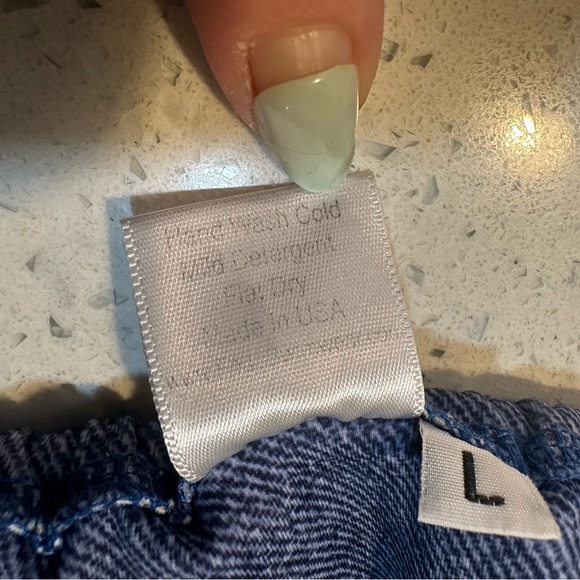 Hand Wash Cold
Mild Detergent
Flat Dry
Made In USA
L